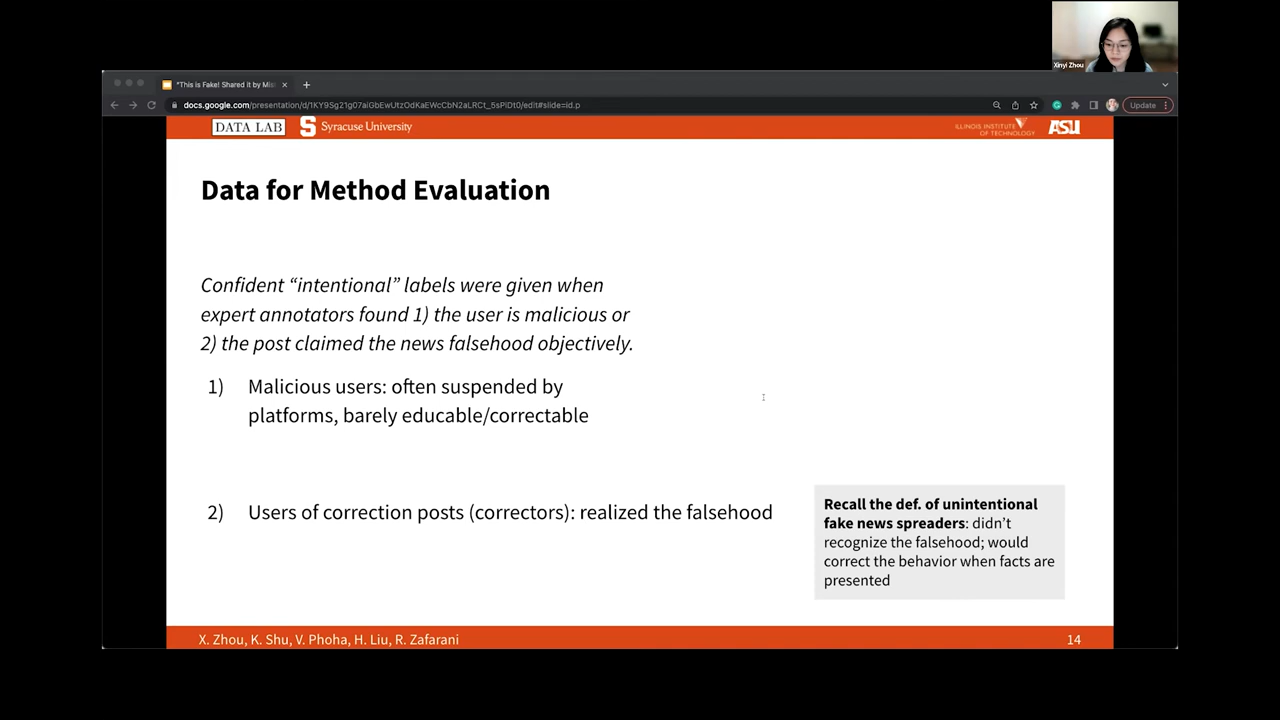 Xinyi Zhou
"This is Fake! Shared it by Mist
docs.google.com/presentation/d/1KY9Sg21g07aiGbEwUtzOdKaEWcCbN2aLRCt_5sPlDt0/edit#slide=id.p
Update
DATA LAB
S Syracuse University
ILLINOIS INSTITUTE
OF TECHNOLOGY
ASU
Data for Method Evaluation
Confident “intentional” labels were given when
expert annotators found 1) the user is malicious or
2) the post claimed the news falsehood objectively.
1) Malicious users: often suspended by
platforms, barely educable/correctable
2) Users of correction posts (correctors): realized the falsehood
Recall the def. of unintentional
fake news spreaders: didn’t
recognize the falsehood; would
correct the behavior when facts are
presented
X. Zhou, K. Shu, V. Phoha, H. Liu, R. Zafarani
14